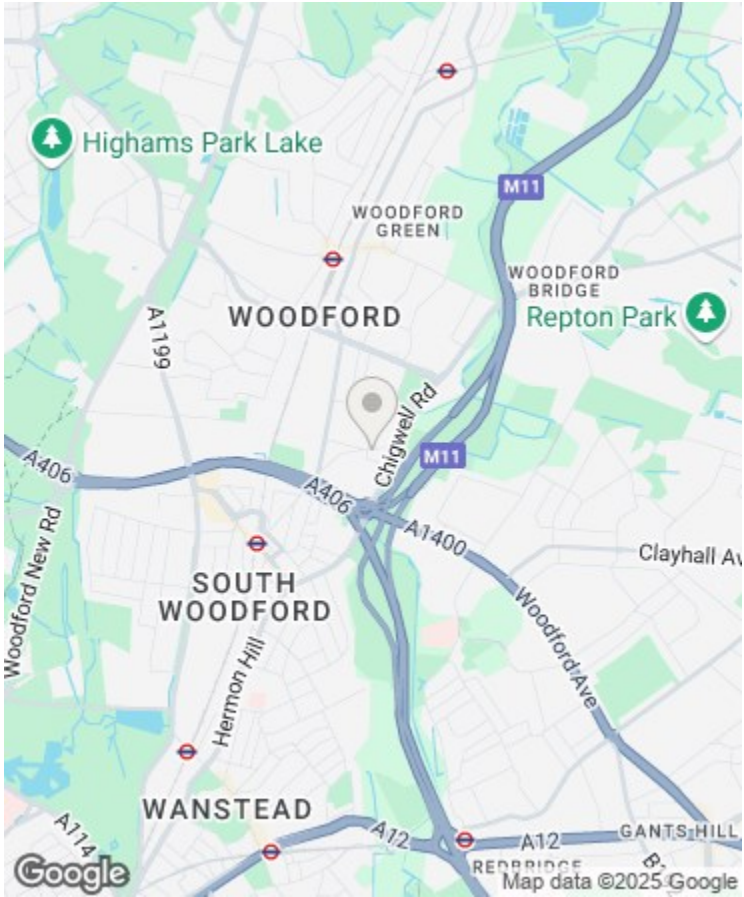 Highams Park Lake
M11
WOODFORD
GREEN
WOODFORD
BRIDGE
WOODFORD
Repton Park
A1199
Chigwell Rd
M11
A406
A406
A1400
Woodford New Rd
Clayhall Av
SOUTH
WOODFORD
Woodford Ave
Hermon Hill
WANSTEAD
A114
A12
A12
GANTS HILL
REDBRIDGE
Google
Map data ©2025 Google